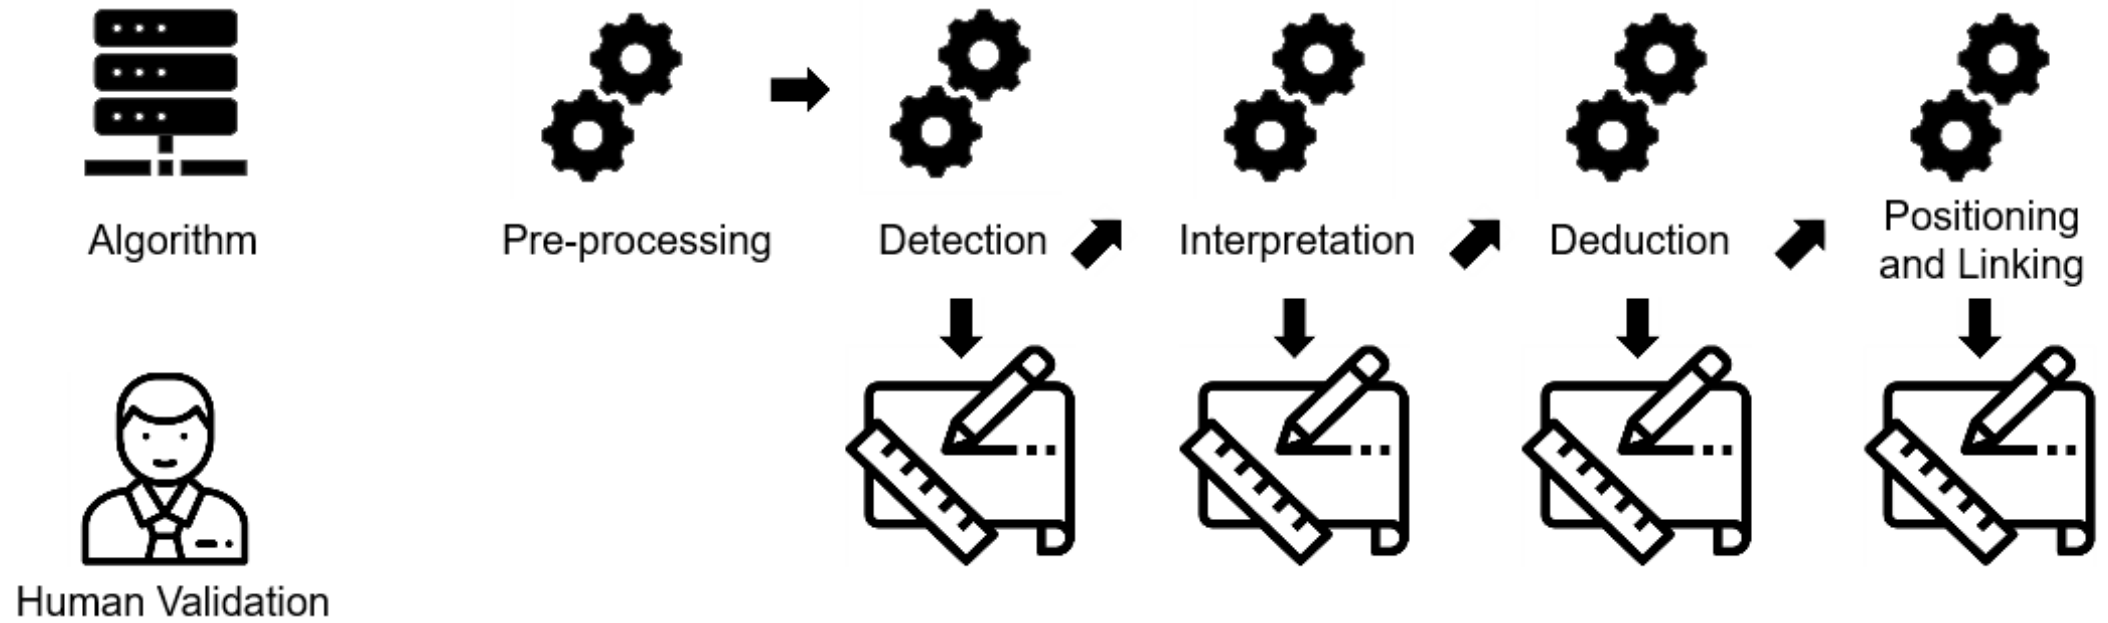 Algorithm
Pre-processing
Detection
Interpretation
Deduction
Positioning
and Linking
Human Validation